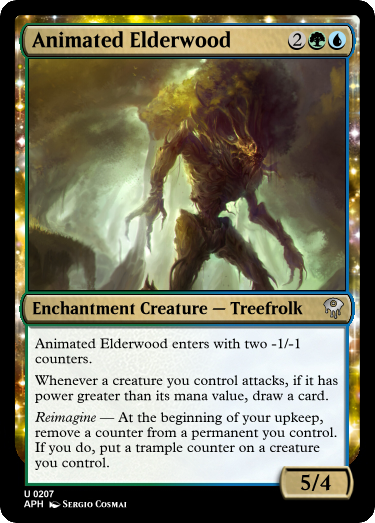 Animated Elderwood 2
Enchantment Creature — Treefrolk
Animated Elderwood enters with two -1/-1
counters.
Whenever a creature you control attacks, if it has
power greater than its mana value, draw a card.
Reimagine — At the beginning of your upkeep,
remove a counter from a permanent you control.
If you do, put a trample counter on a creature
you control.
5/4
U 0207
APH Sergio Cosmai